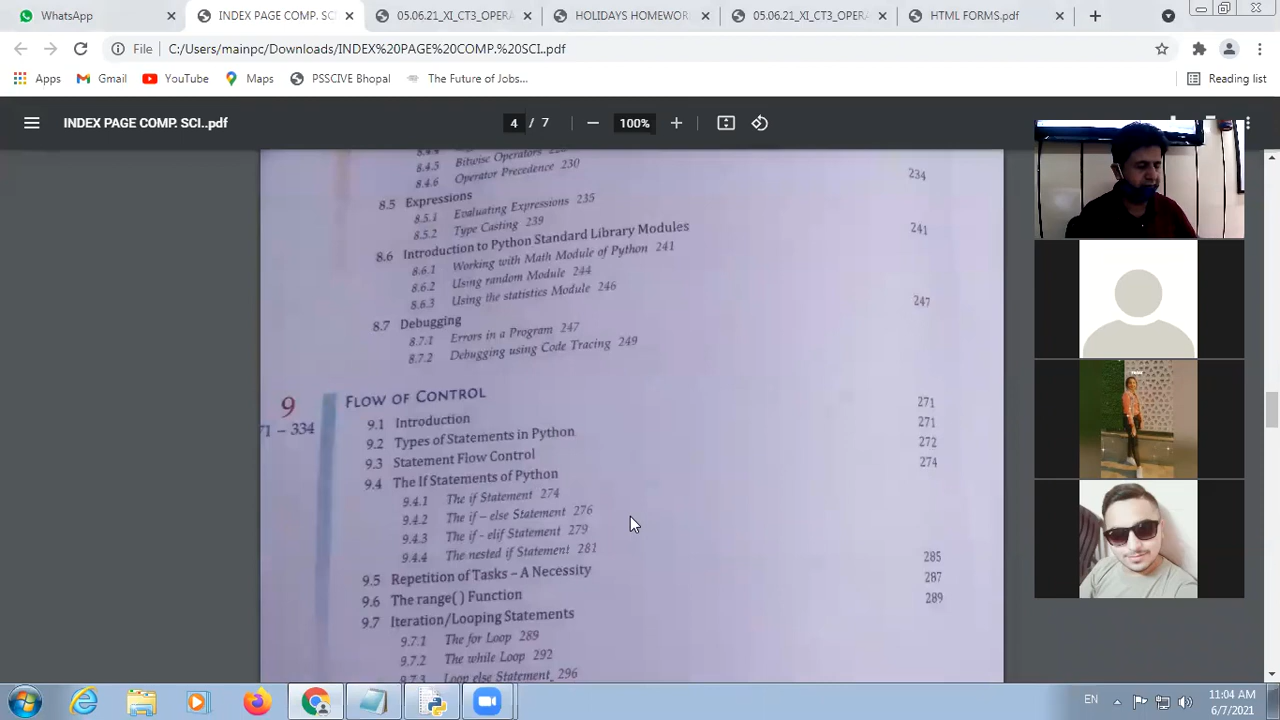 WhatsApp
INDEX PAGE COMP. SC
05.06.21_XI_CT3_OPERA
HOLIDAYS HOMEWOR
05.06.21_XI_CT3_OPERA
HTML FORMS.pdf
File
C:/Users/mainpc/Downloads/INDEX%20PAGE%20COMP.%20SCI..pdf
Apps
Gmail
YouTube
Maps
PSSCIVE Bhopal
The Future of Jobs...
Reading list
INDEX PAGE COMP. SCI..pdf
4 / 7
100%
8.4.5 Bitwise Operators
8.4.6 Operator Precedence 230
8.5 Expressions 234
8.5.1 Evaluating Expressions 235
8.5.2 Type Casting 239
8.6 Introduction to Python Standard Library Modules 241
8.6.1 Working with Math Module of Python 241
8.6.2 Using random Module 244
8.6.3 Using the statistics Module 246
8.7 Debugging 247
8.7.1 Errors in a Program 247
8.7.2 Debugging using Code Tracing 249
9 FLOW OF CONTROL
71 – 334
9.1 Introduction 271
9.2 Types of Statements in Python 271
9.3 Statement Flow Control 272
9.4 The If Statements of Python 274
9.4.1 The if Statement 274
9.4.2 The if – else Statement 276
9.4.3 The if - elif Statement 279
9.4.4 The nested if Statement 281
9.5 Repetition of Tasks – A Necessity 285
9.6 The range( ) Function 287
9.7 Iteration/Looping Statements 289
9.7.1 The for Loop 289
9.7.2 The while Loop 292
9.7.3 Loop else Statement 296
EN
11:04 AM
6/7/2021